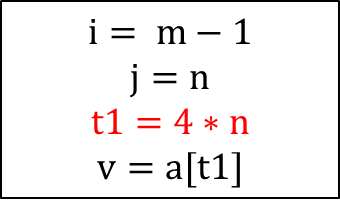 i = m − 1
j = n
t1 = 4 ∗ n
v = a[t1]